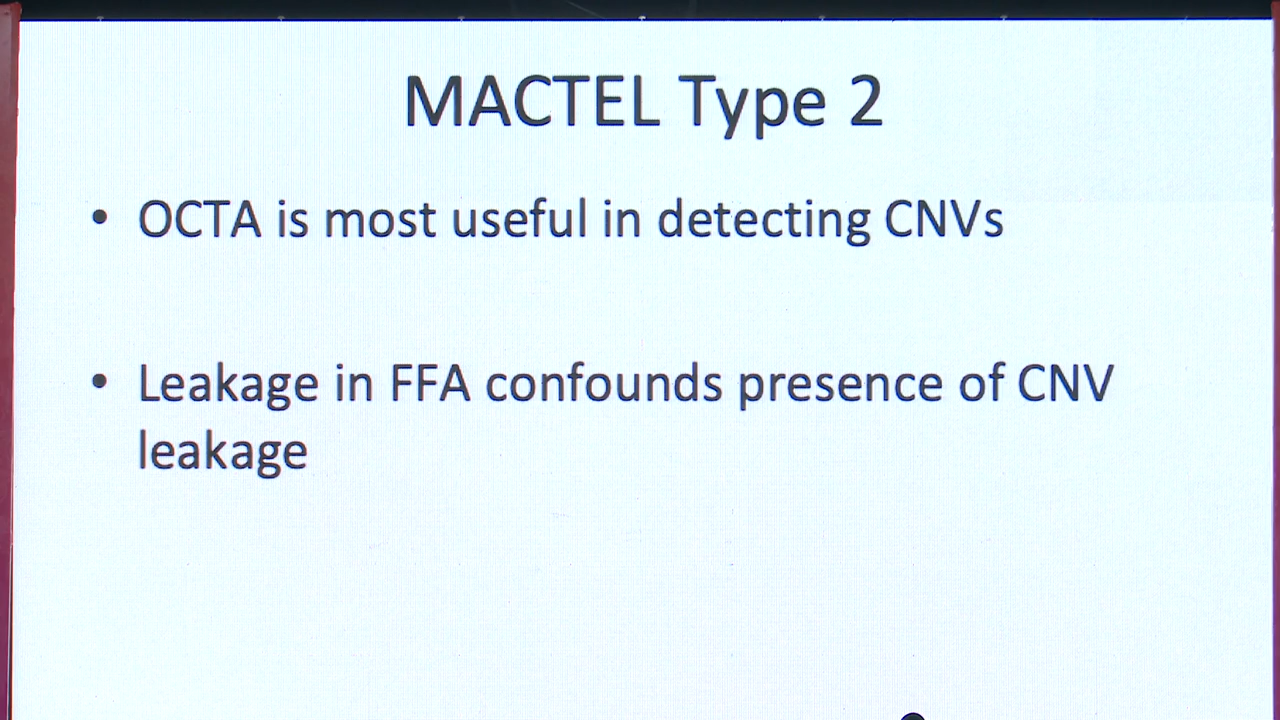 MACTEL Type 2
• OCTA is most useful in detecting CNVs
• Leakage in FFA confounds presence of CNV
leakage